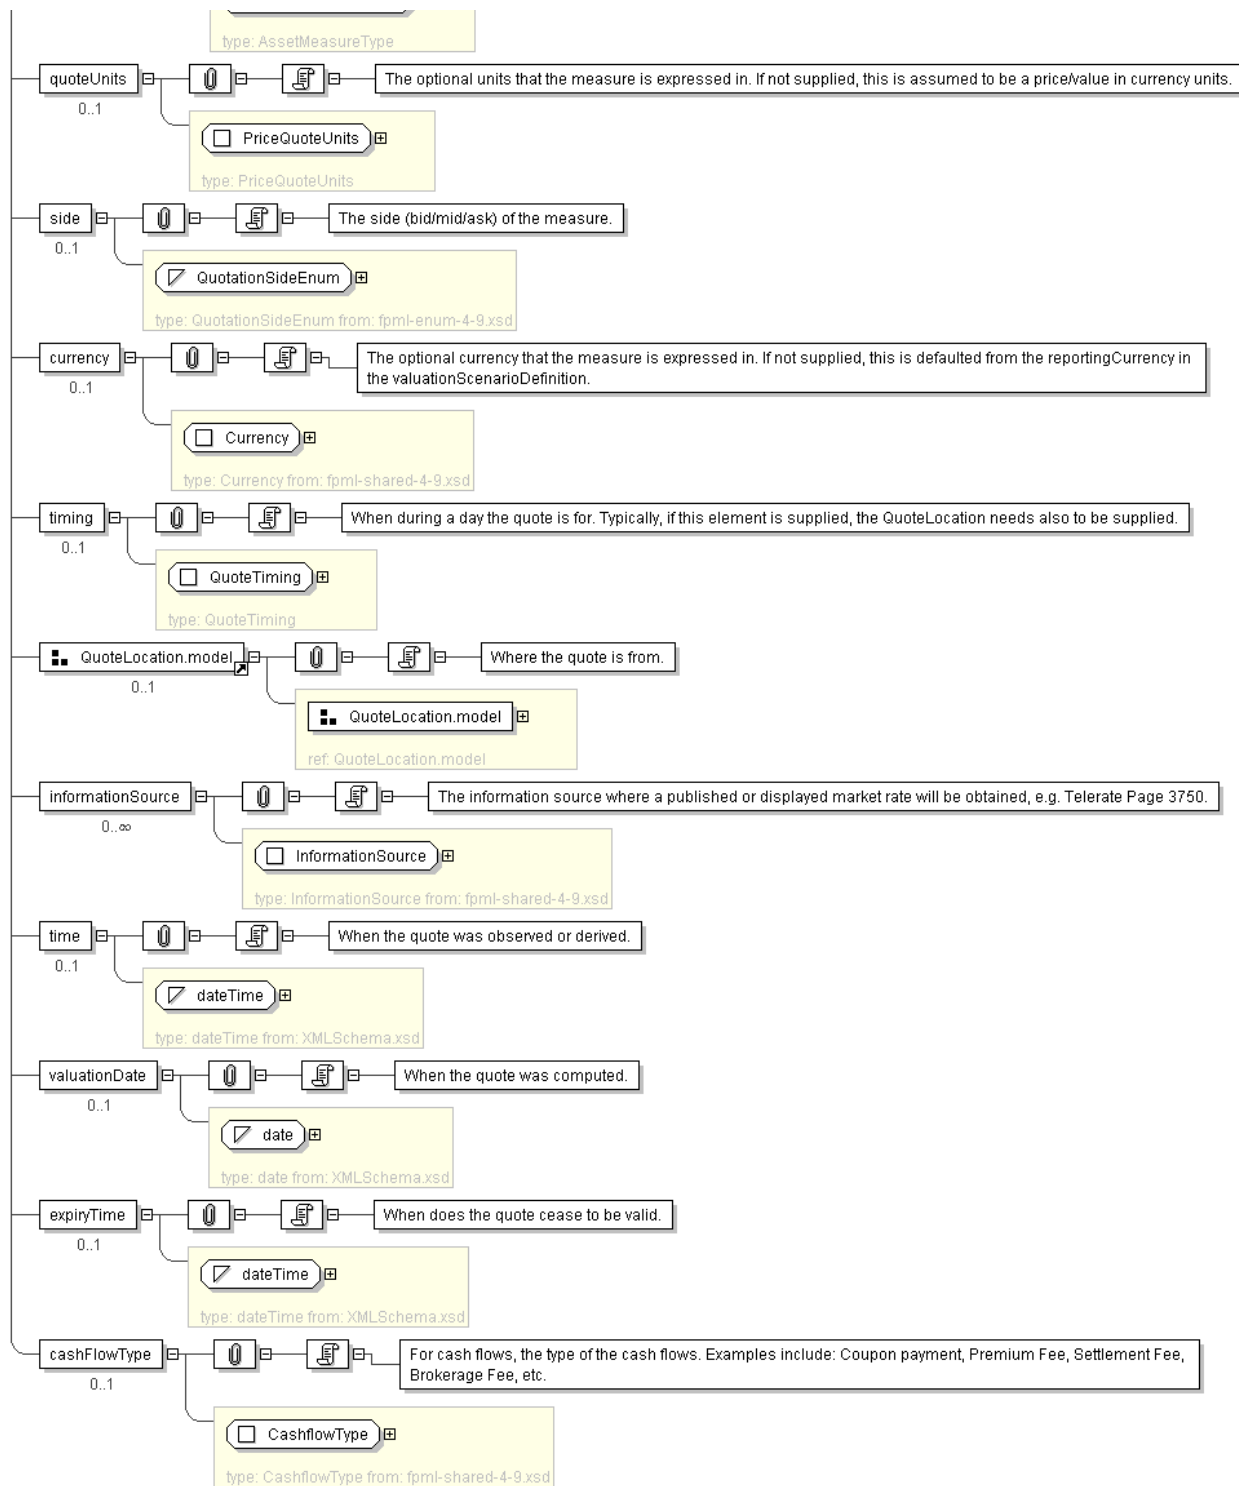 type: AssetMeasureType
quoteUnits
The optional units that the measure is expressed in. If not supplied, this is assumed to be a price/value in currency units.
0..1
PriceQuoteUnits
type: PriceQuoteUnits
side
The side (bid/mid/ask) of the measure.
0..1
QuotationSideEnum
type: QuotationSideEnum from: fpml-enum-4-9.xsd
currency
The optional currency that the measure is expressed in. If not supplied, this is defaulted from the reportingCurrency in
the valuationScenarioDefinition.
0..1
Currency
type: Currency from: fpml-shared-4-9.xsd
timing
When during a day the quote is for. Typically, if this element is supplied, the QuoteLocation needs also to be supplied.
0..1
QuoteTiming
type: QuoteTiming
QuoteLocation.model
Where the quote is from.
0..1
QuoteLocation.model
ref: QuoteLocation.model
informationSource
The information source where a published or displayed market rate will be obtained, e.g. Telerate Page 3750.
0..∞
InformationSource
type: InformationSource from: fpml-shared-4-9.xsd
time
When the quote was observed or derived.
0..1
dateTime
type: dateTime from: XMLSchema.xsd
valuationDate
When the quote was computed.
0..1
date
type: date from: XMLSchema.xsd
expiryTime
When does the quote cease to be valid.
0..1
dateTime
type: dateTime from: XMLSchema.xsd
cashFlowType
For cash flows, the type of the cash flows. Examples include: Coupon payment, Premium Fee, Settlement Fee,
Brokerage Fee, etc.
0..1
CashflowType
type: CashflowType from: fpml-shared-4-9.xsd